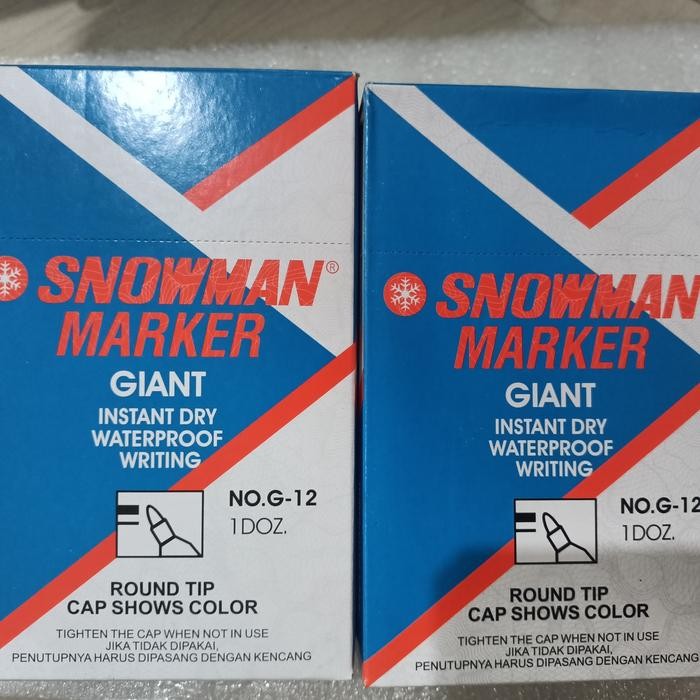 SNOWMAN®
MARKER
GIANT
INSTANT DRY
WATERPROOF
WRITING
NO.G-12
1DOZ.
ROUND TIP
CAP SHOWS COLOR
TIGHTEN THE CAP WHEN NOT IN USE
JIKA TIDAK DIPAKAI,
PENUTUPNYA HARUS DIPASANG DENGAN KENCANG
SNOWMAN
MARKER
GIANT
INSTANT DRY
WATERPROOF
WRITING
NO.G-12
1DOZ.
ROUND TIP
CAP SHOWS COLOR
TIGHTEN THE CAP WHEN NOT IN USE
JIKA TIDAK DIPAKAI,
PENUTUPNYA HARUS DIPASANG DENGAN KENCANG